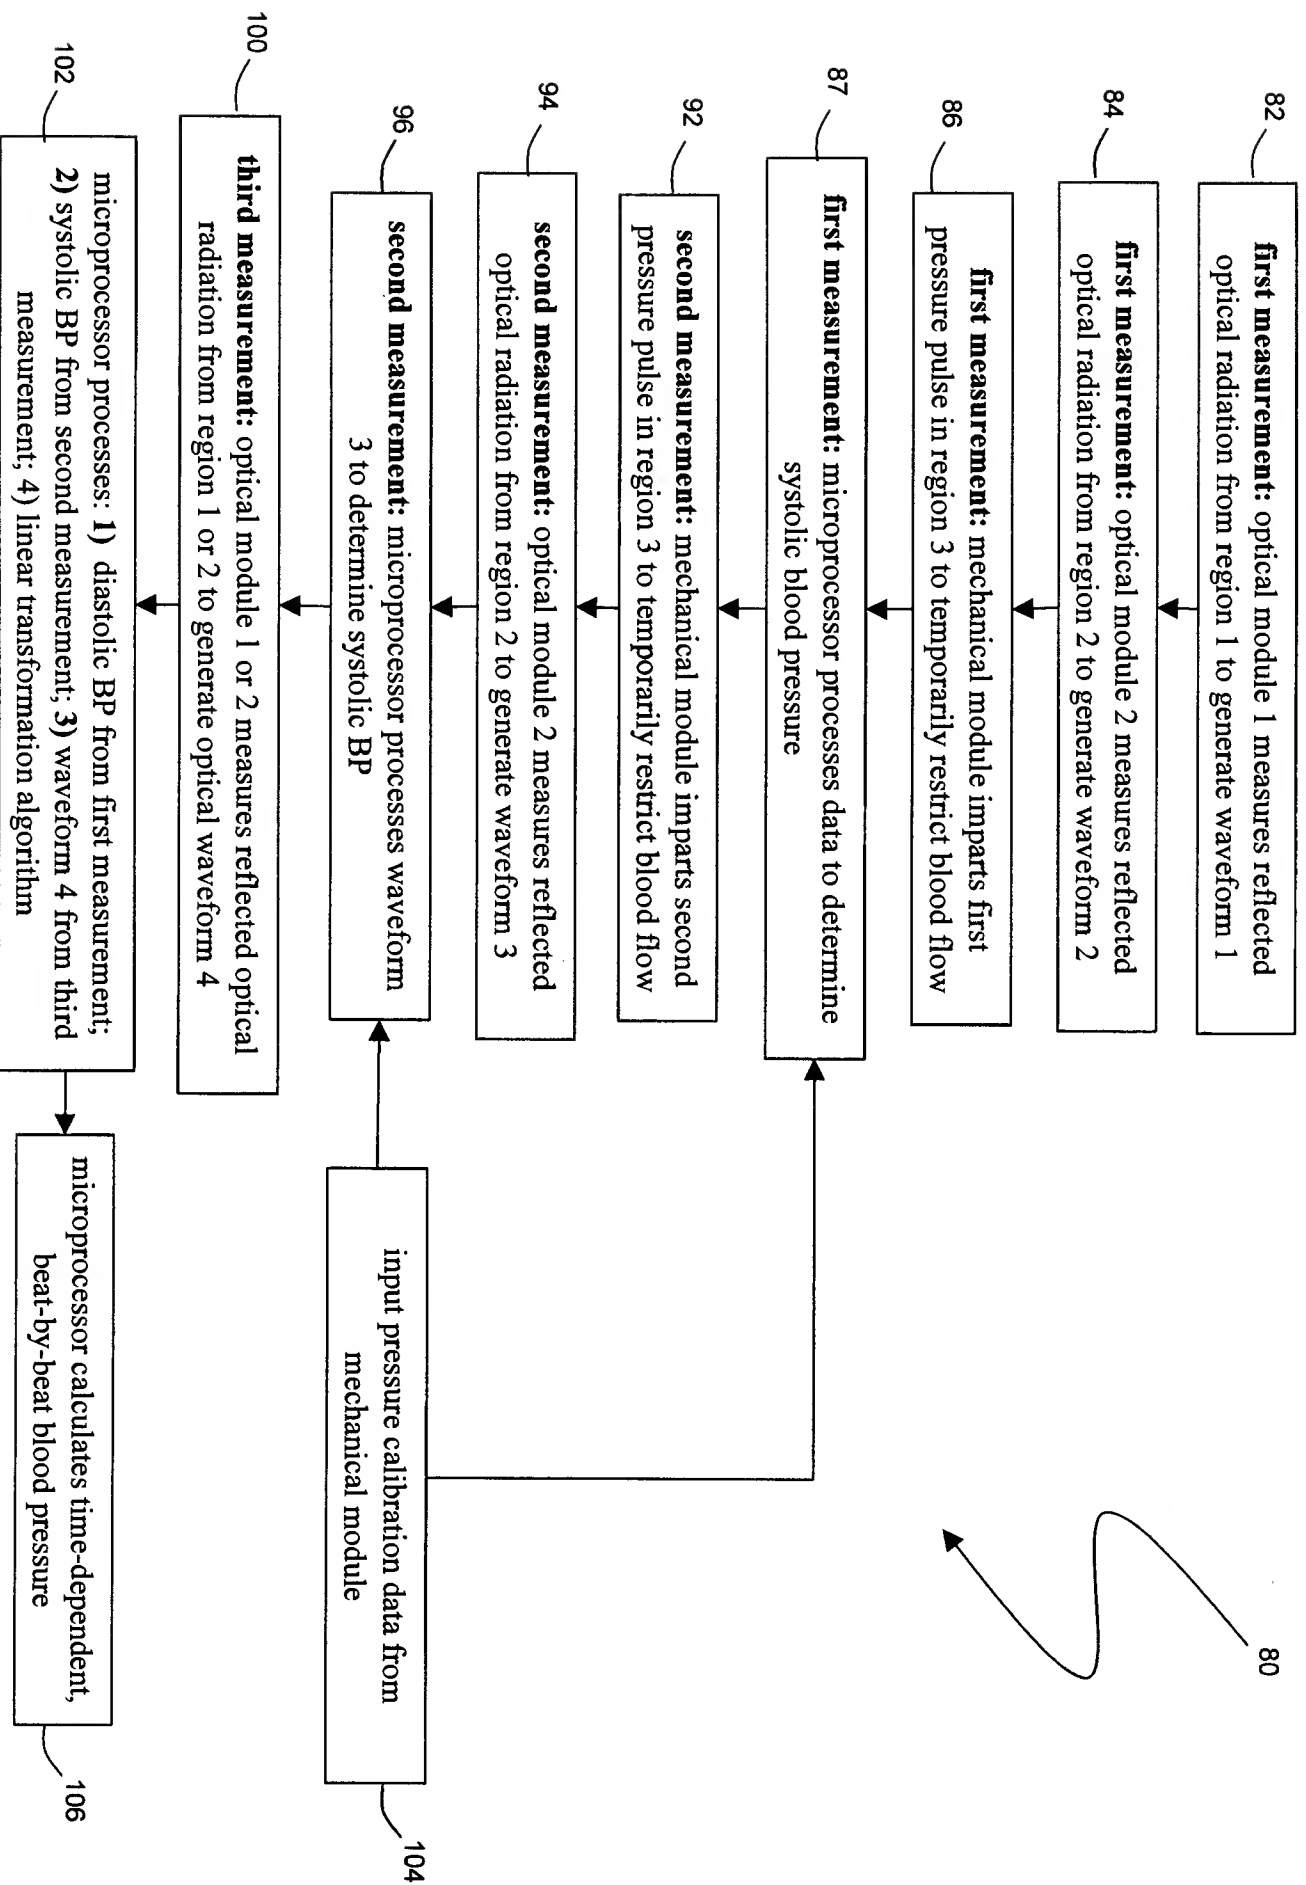 80
82
first measurement: optical module 1 measures reflected
optical radiation from region 1 to generate waveform 1
84
first measurement: optical module 2 measures reflected
optical radiation from region 2 to generate waveform 2
86
first measurement: mechanical module imparts first
pressure pulse in region 3 to temporarily restrict blood flow
87
first measurement: microprocessor processes data to determine
systolic blood pressure
92
second measurement: mechanical module imparts second
pressure pulse in region 3 to temporarily restrict blood flow
94
second measurement: optical module 2 measures reflected
optical radiation from region 2 to generate waveform 3
96
second measurement: microprocessor processes waveform
3 to determine systolic BP
input pressure calibration data from
mechanical module
104
100
third measurement: optical module 1 or 2 measures reflected optical
radiation from region 1 or 2 to generate optical waveform 4
102
microprocessor processes: 1) diastolic BP from first measurement;
2) systolic BP from second measurement; 3) waveform 4 from third
measurement; 4) linear transformation algorithm
microprocessor calculates time-dependent,
beat-by-beat blood pressure
106